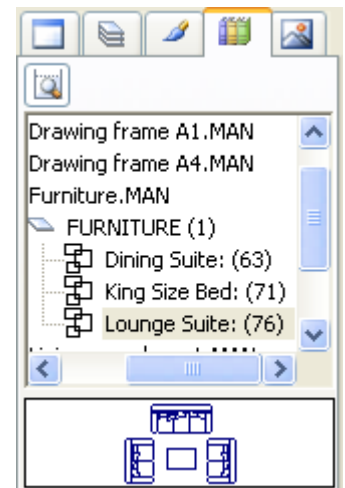 Drawing frame A1.MAN
Drawing frame A4.MAN
Furniture.MAN
FURNITURE (1)
Dining Suite: (63)
King Size Bed: (71)
Lounge Suite: (76)